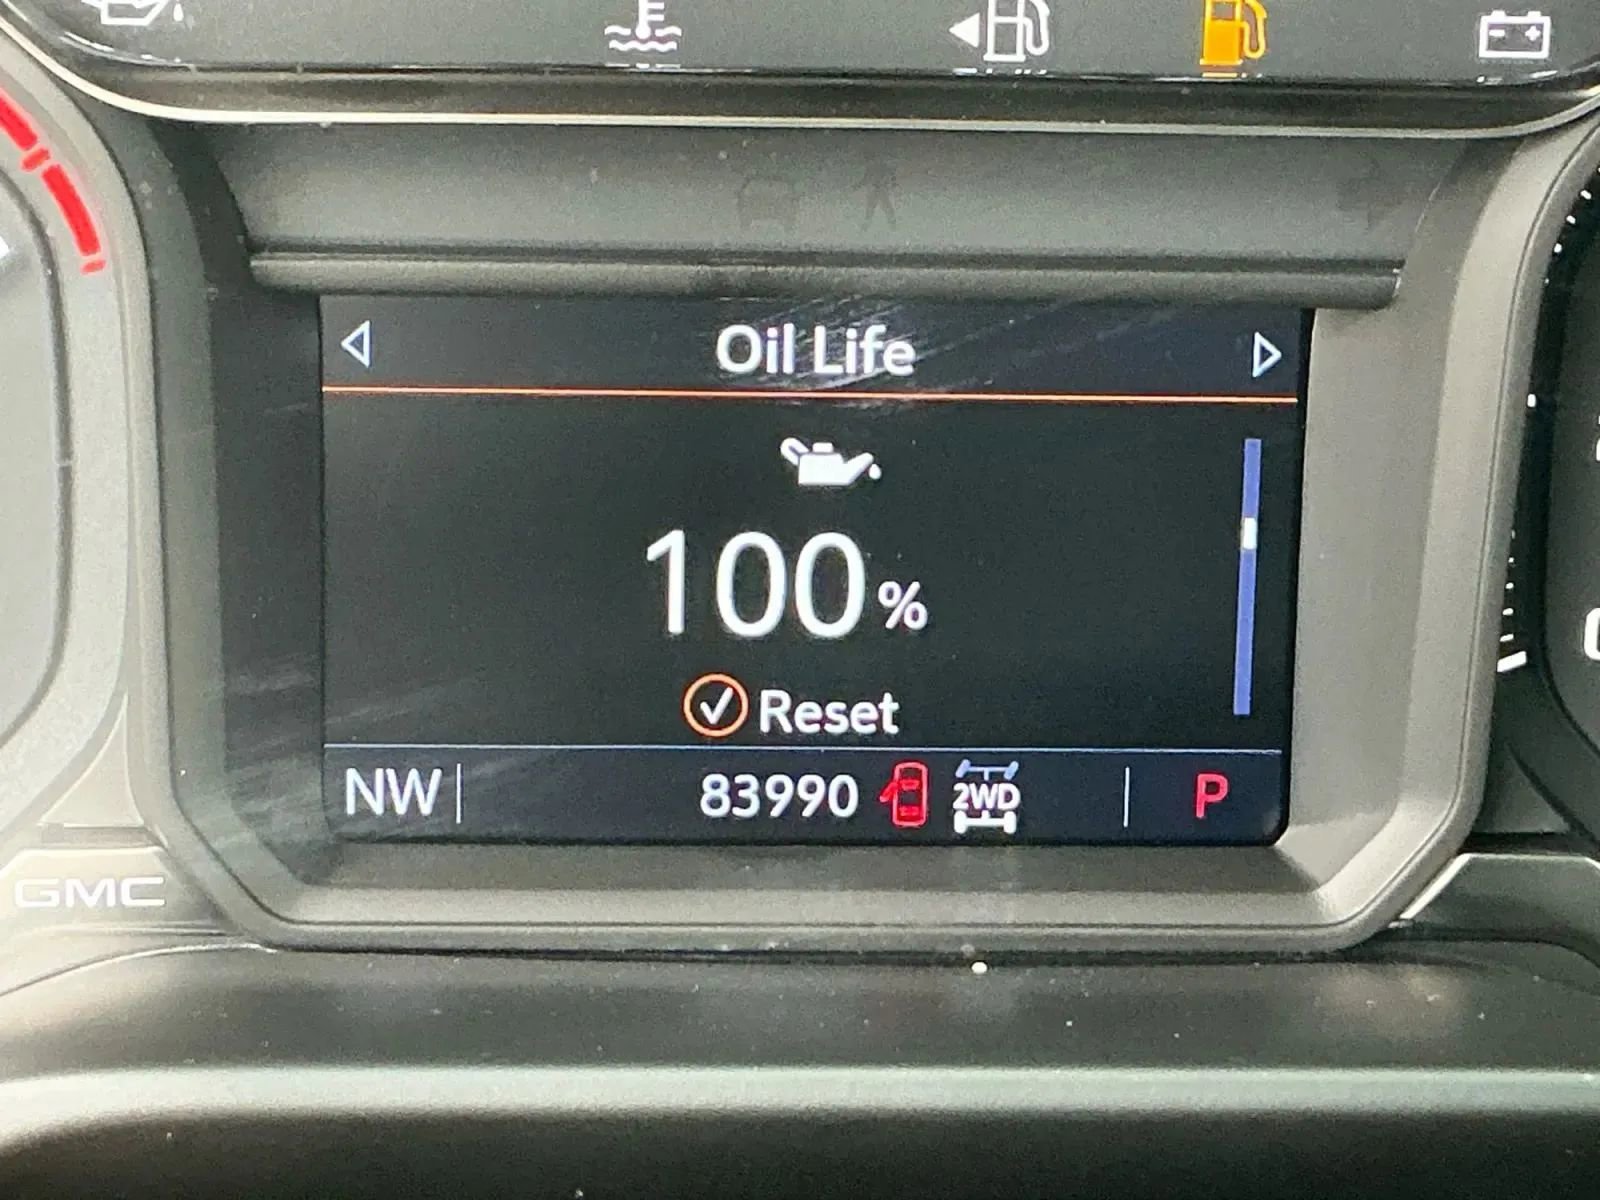 Oil Life
100%
Reset
NW 83990 2WD P
GMC